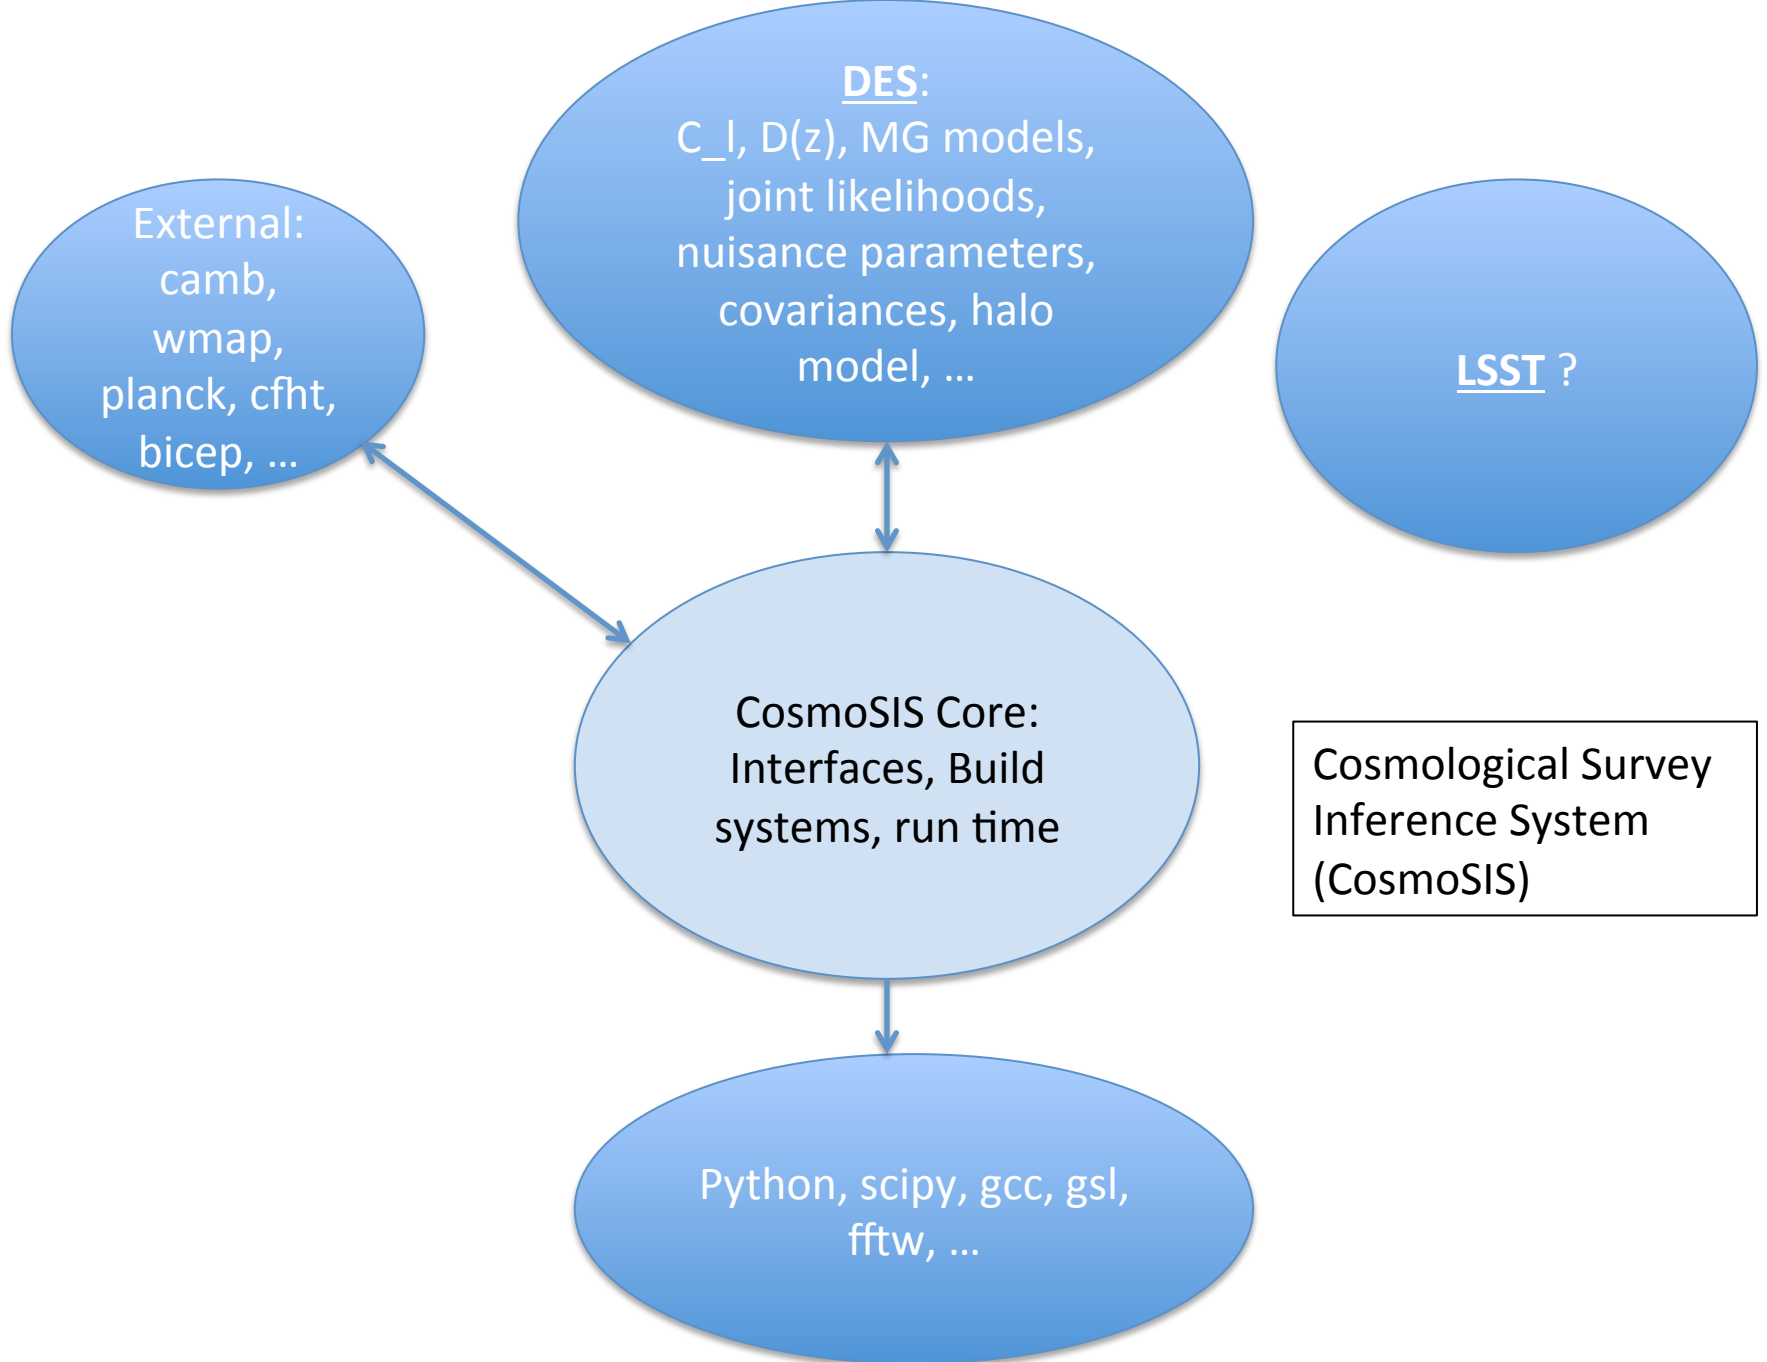 DES:
C_l, D(z), MG models,
joint likelihoods,
nuisance parameters,
covariances, halo
model, ...
External:
camb,
wmap,
planck, cfht,
bicep, ...
LSST ?
CosmoSIS Core:
Interfaces, Build
systems, run time
Cosmological Survey
Inference System
(CosmoSIS)
Python, scipy, gcc, gsl,
fftw, ...